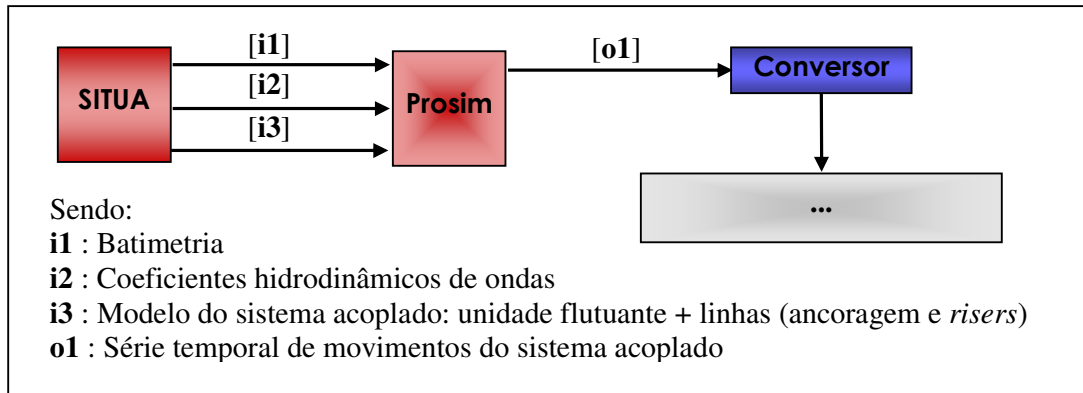 [i1]
[i2]
[i3]
SITUA
Prosim
[o1]
Conversor
...
Sendo:
i1 : Batimetria
i2 : Coeficientes hidrodinâmicos de ondas
i3 : Modelo do sistema acoplado: unidade flutuante + linhas (ancoragem e risers)
o1 : Série temporal de movimentos do sistema acoplado